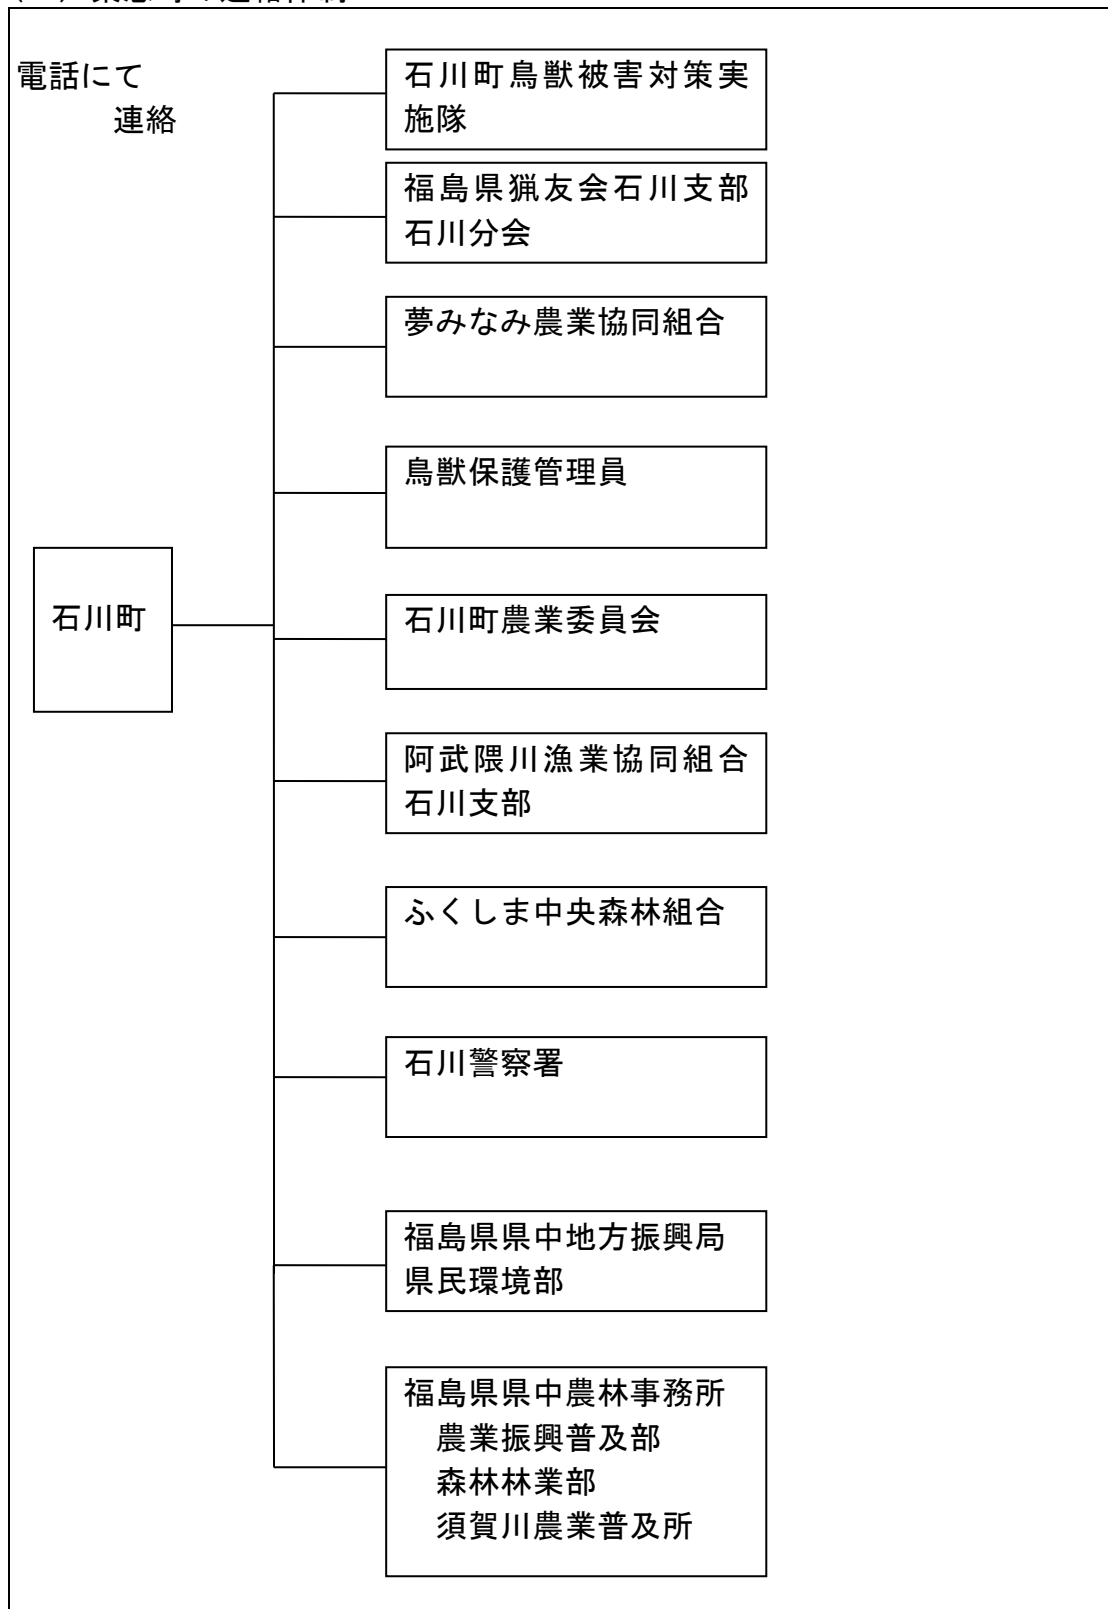 電話にて
連絡
石川町鳥獣被害対策実
施隊
福島県猟友会石川支部
石川分会
夢みなみ農業協同組合
鳥獣保護管理員
石川町
石川町農業委員会
阿武隈川漁業協同組合
石川支部
ふくしま中央森林組合
石川警察署
福島県県中地方振興局
県民環境部
福島県県中農林事務所
農業振興普及部
森林林業部
須賀川農業普及所